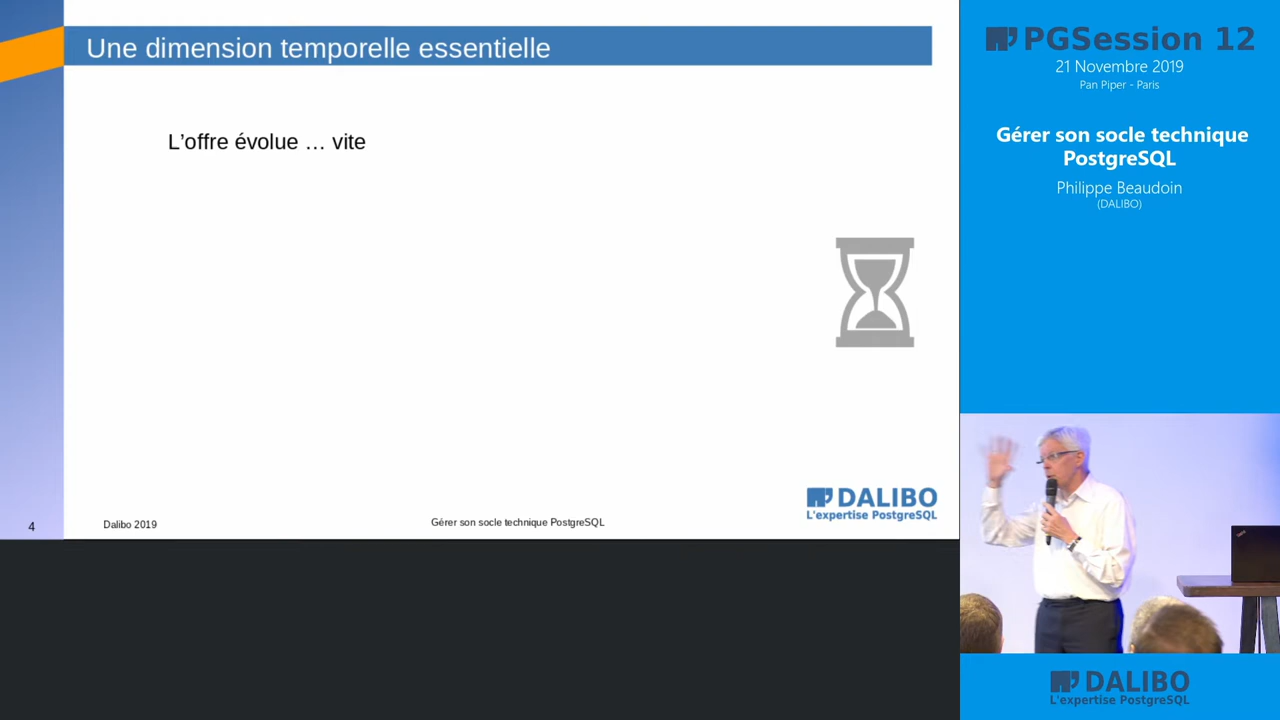 Une dimension temporelle essentielle
L'offre évolue … vite
DALIBO
L'expertise PostgreSQL
4
Dalibo 2019
Gérer son socle technique PostgreSQL
PGSession 12
21 Novembre 2019
Pan Piper - Paris
Gérer son socle technique
PostgreSQL
Philippe Beaudoin
(DALIBO)
DALIBO
L'expertise PostgreSQL